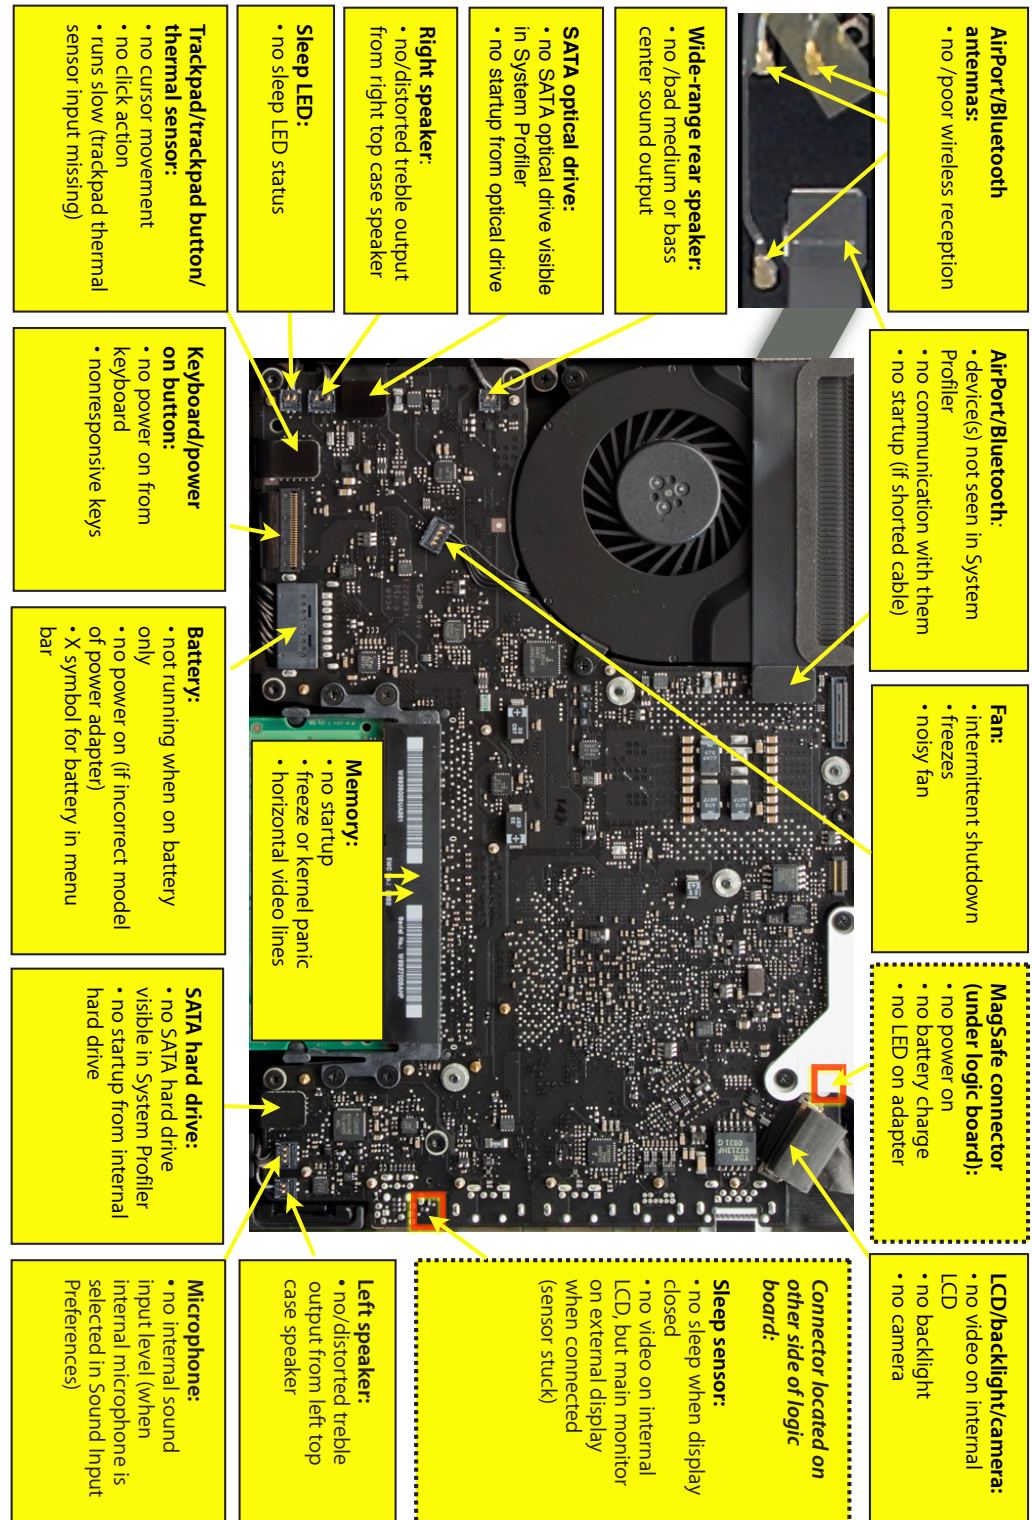 AirPort/Bluetooth
antennas:
• no /poor wireless reception
Wide-range rear speaker:
• no /bad medium or bass
center sound output
SATA optical drive:
• no SATA optical drive visible
in System Profiler
• no startup from optical drive
Right speaker:
• no/distorted treble output
from right top case speaker
Sleep LED:
• no sleep LED status
Trackpad/trackpad button/
thermal sensor:
• no cursor movement
• no click action
• runs slow (trackpad thermal
sensor input missing)
AirPort/Bluetooth:
• device(s) not seen in System
Profiler
• no communication with them
• no startup (if shorted cable)
Keyboard/power
on button:
• no power on from
keyboard
• nonresponsive keys
Fan:
• intermittent shutdown
• freezes
• noisy fan
Battery:
• not running when on battery
only
• no power on (if incorrect model
of power adapter)
• X symbol for battery in menu
bar
Memory:
• no startup
• freeze or kernel panic
• horizontal video lines
MagSafe connector
(under logic board):
• no power on
• no battery charge
• no LED on adapter
SATA hard drive:
• no SATA hard drive
visible in System Profiler
• no startup from internal
hard drive
LCD/backlight/camera:
• no video on internal
LCD
• no backlight
• no camera
Connector located on
other side of logic
board:
Sleep sensor:
• no sleep when display
closed
• no video on internal
LCD, but main monitor
on external display
when connected
(sensor stuck)
Left speaker:
• no/distorted treble
output from left top
case speaker
Microphone:
• no internal sound
input level (when
internal microphone is
selected in Sound Input
Preferences)
TDK